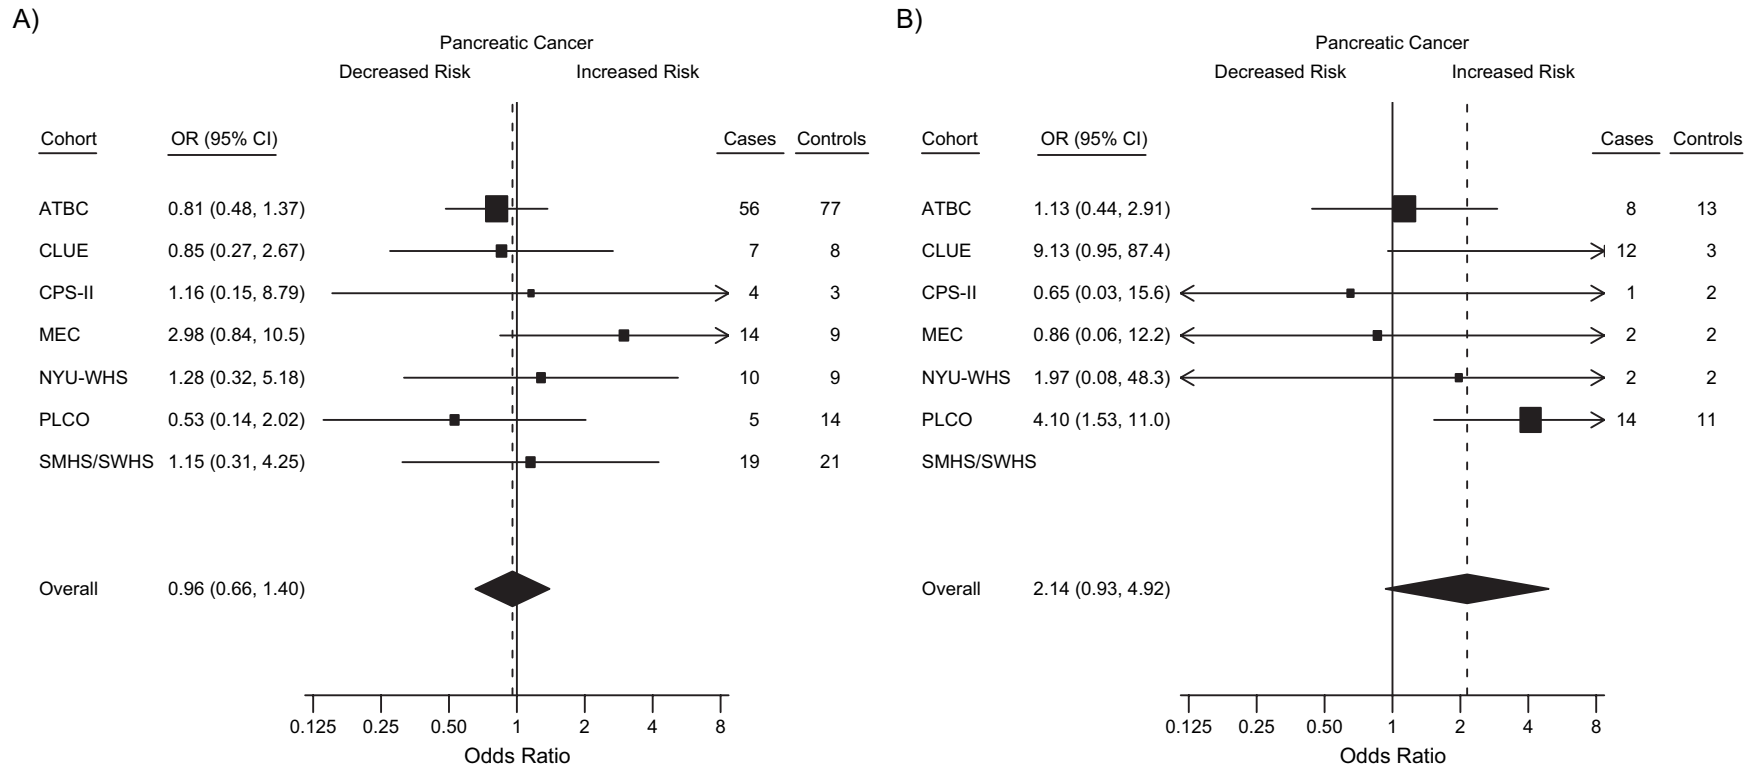 A)
Pancreatic Cancer
Decreased Risk Increased Risk
Cohort OR (95% CI) Cases Controls
ATBC 0.81 (0.48, 1.37) 56 77
CLUE 0.85 (0.27, 2.67) 7 8
CPS-II 1.16 (0.15, 8.79) 4 3
MEC 2.98 (0.84, 10.5) 14 9
NYU-WHS 1.28 (0.32, 5.18) 10 9
PLCO 0.53 (0.14, 2.02) 5 14
SMHS/SWHS 1.15 (0.31, 4.25) 19 21
Overall 0.96 (0.66, 1.40)
0.125 0.25 0.50 1 2 4 8
Odds Ratio
B)
Pancreatic Cancer
Decreased Risk Increased Risk
Cohort OR (95% CI) Cases Controls
ATBC 1.13 (0.44, 2.91) 8 13
CLUE 9.13 (0.95, 87.4) 12 3
CPS-II 0.65 (0.03, 15.6) 1 2
MEC 0.86 (0.06, 12.2) 2 2
NYU-WHS 1.97 (0.08, 48.3) 2 2
PLCO 4.10 (1.53, 11.0) 14 11
SMHS/SWHS
Overall 2.14 (0.93, 4.92)
0.125 0.25 0.50 1 2 4 8
Odds Ratio